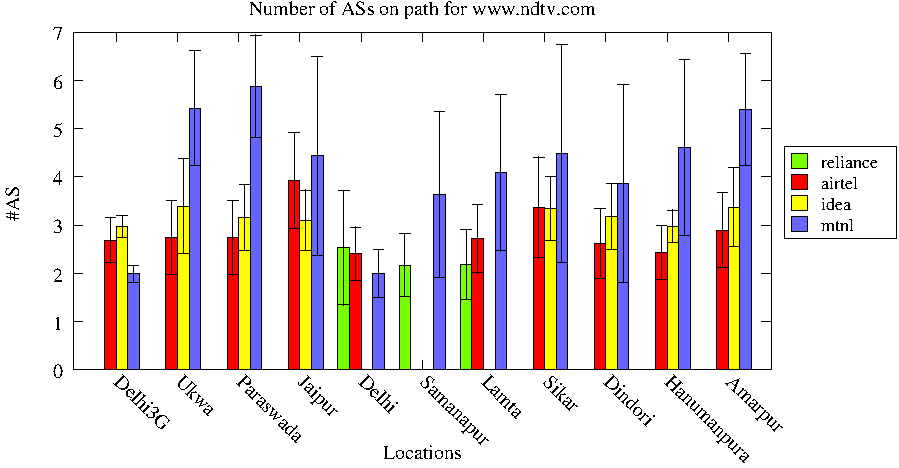 Number of ASs on path for www.ndtv.com
7
6
5
4
3
2
1
0
#AS
reliance
airtel
idea
mtnl
Delhi3G
Ukwa
Paraswada
Jaipur
Delhi
Samanapur
Lamta
Sikar
Dindori
Hanumanpura
Amarpur
Locations